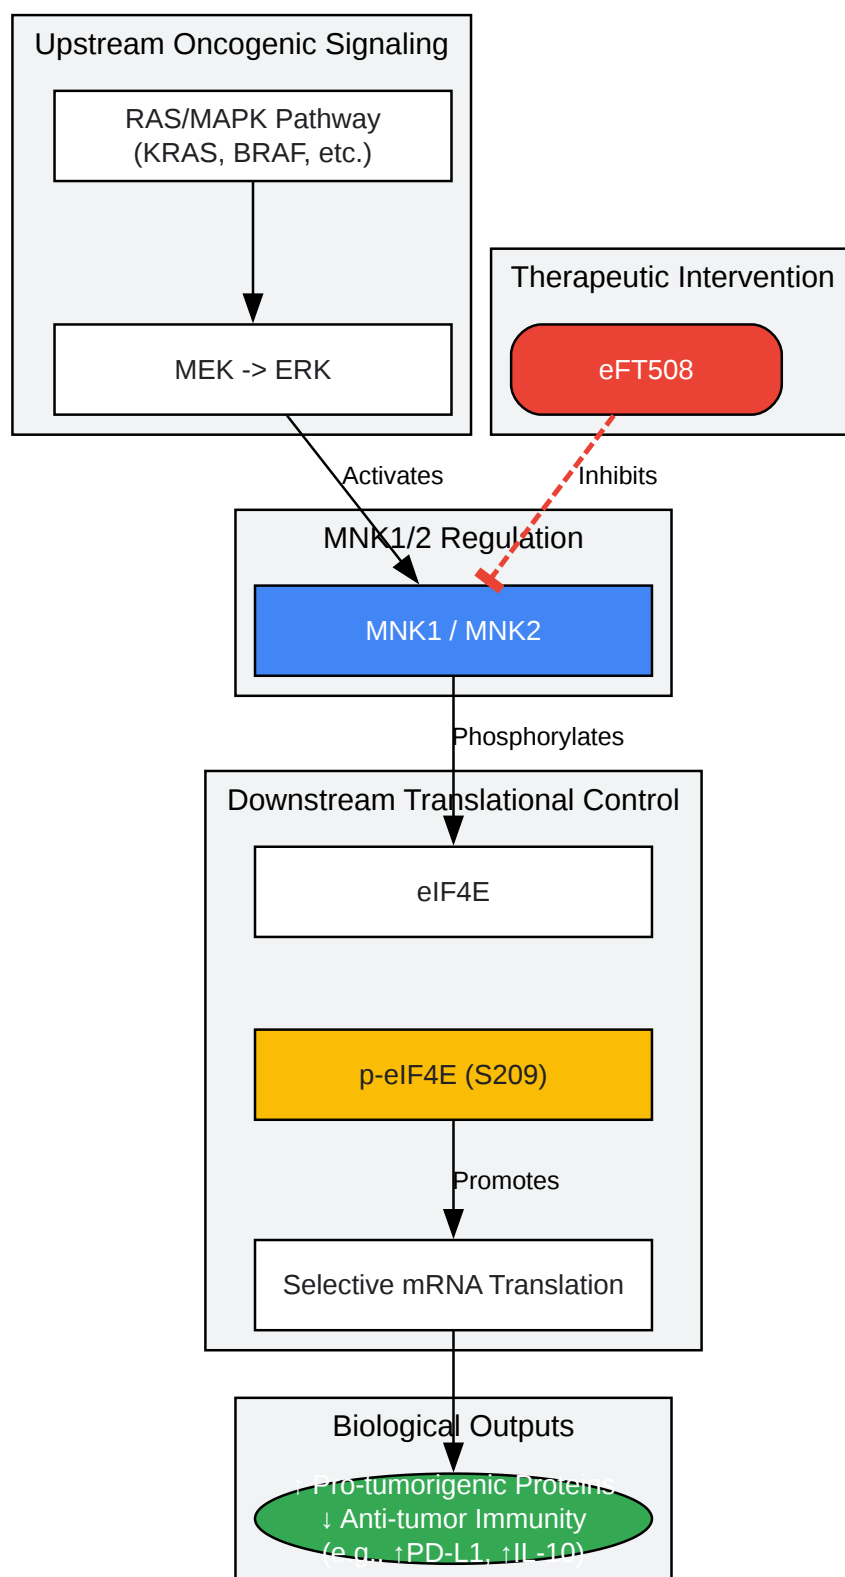 Upstream Oncogenic Signaling
RAS/MAPK Pathway
(KRAS, BRAF, etc.)
MEK -> ERK
Therapeutic Intervention
eFT508
Activates
Inhibits
MNK1/2 Regulation
MNK1 / MNK2
Phosphorylates
Downstream Translational Control
eIF4E
p-eIF4E (S209)
Promotes
Selective mRNA Translation
Biological Outputs
↑ Pro-tumorigenic Proteins
↓ Anti-tumor Immunity
(e.g., ↑PD-L1, ↑IL-10)